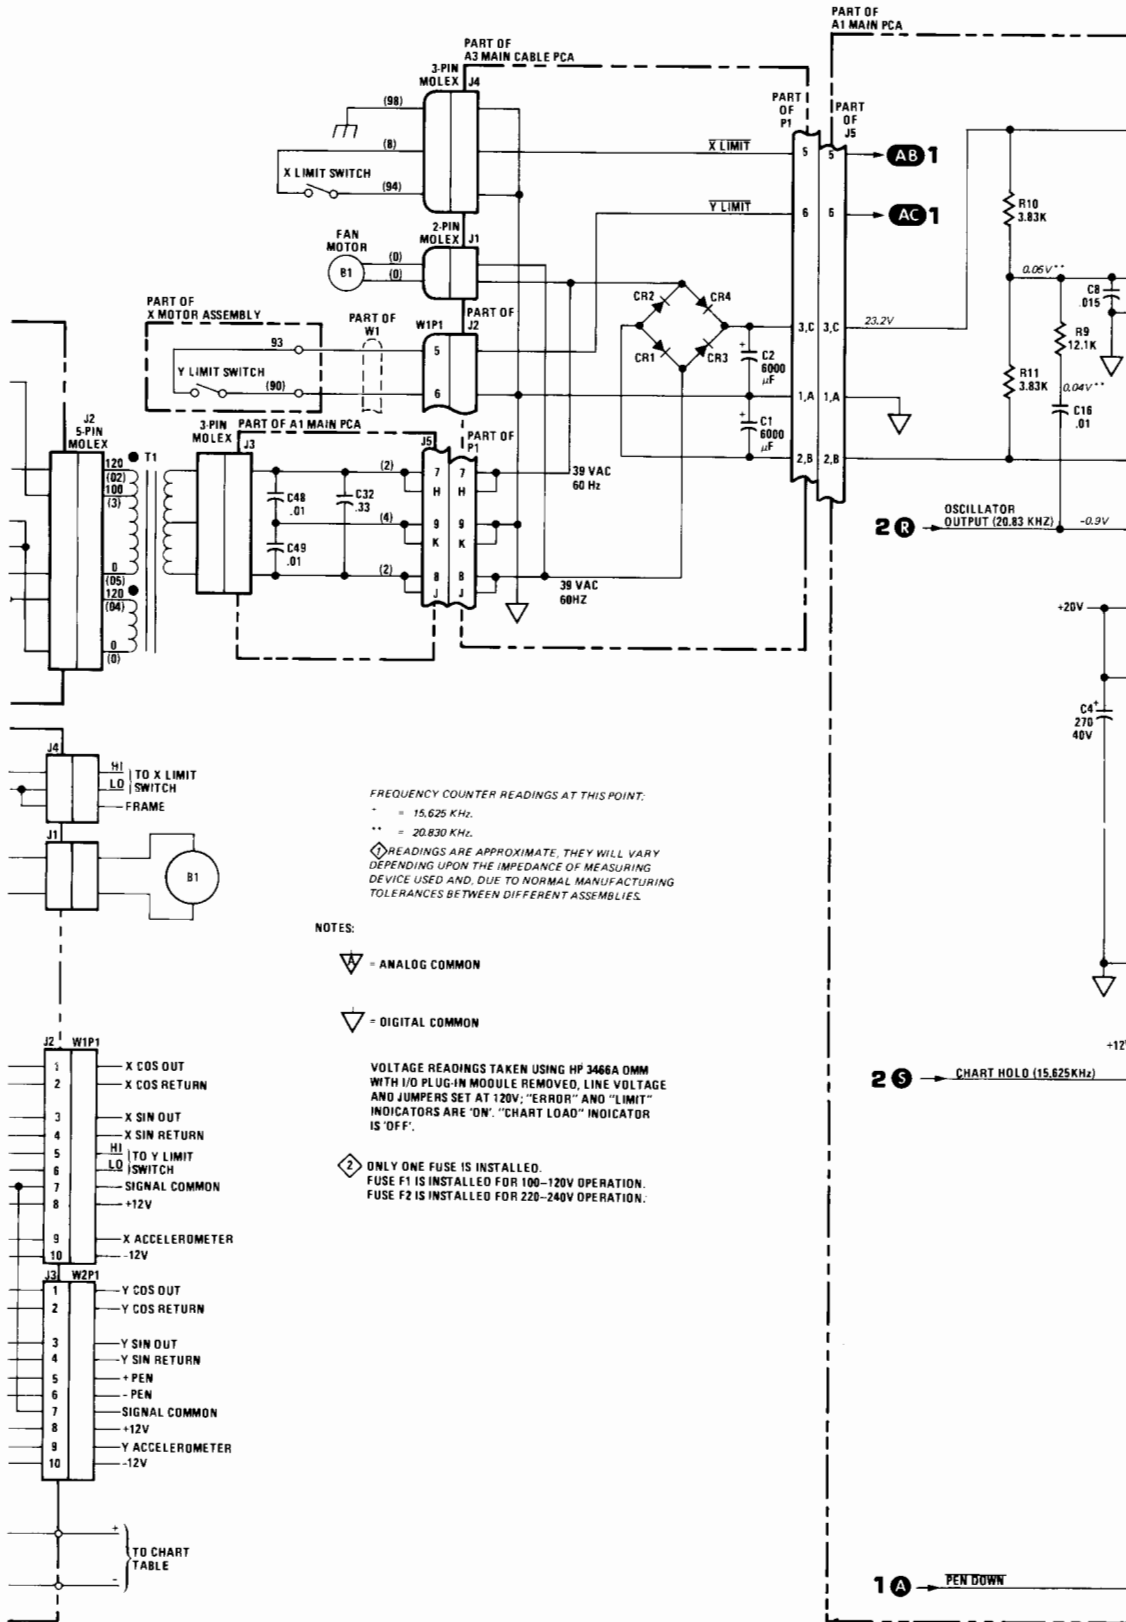 PART OF
A1 MAIN PCA
PART OF
A3 MAIN CABLE PCA
3-PIN
MOLEX J4
(98)
(8)
X LIMIT SWITCH
(94)
X LIMIT
Y LIMIT
PART
OF
P1
PART
OF
J5
5 5
AB 1
6 6
AC 1
R10
3.83K
2-PIN
MOLEX J1
FAN
MOTOR
B1
(0)
(0)
CR2
CR4
CR1
CR3
0.05V**
C8
.015
R9
12.1K
PART OF
X MOTOR ASSEMBLY
PART OF
W1
PART OF
W1P1 J2
93
5
Y LIMIT SWITCH
(90)
6
3,C 3,C
23.2V
+
C2
6000
µF
R11
3.83K
0.04V**
1,A 1,A
C16
.01
+
C1
6000
µF
2,B 2,B
J2
5-PIN
MOLEX
T1
120
(02)
100
(3)
0
(05)
120
(04)
0
(0)
3-PIN
MOLEX J3
PART OF A1 MAIN PCA
J5
PART OF
P1
(2)
7 7
H H
C48
.01
C32
.33
(4)
9 9
K K
C49
.01
(2)
8 8
J J
39 VAC
60 Hz
39 VAC
60HZ
2 R
OSCILLATOR
OUTPUT (20.83 KHZ)
-0.9V
+20V
C4
+
270
40V
J4
HI
LO
TO X LIMIT
SWITCH
FRAME
J1
B1
FREQUENCY COUNTER READINGS AT THIS POINT:
* = 15.625 KHz.
** = 20.830 KHz.
1 READINGS ARE APPROXIMATE, THEY WILL VARY
DEPENDING UPON THE IMPEDANCE OF MEASURING
DEVICE USED AND, DUE TO NORMAL MANUFACTURING
TOLERANCES BETWEEN DIFFERENT ASSEMBLIES.
NOTES:
A = ANALOG COMMON
= DIGITAL COMMON
VOLTAGE READINGS TAKEN USING HP 3466A DMM
WITH I/O PLUG-IN MODULE REMOVED, LINE VOLTAGE
AND JUMPERS SET AT 120V; "ERROR" AND "LIMIT"
INDICATORS ARE 'ON'. "CHART LOAD" INDICATOR
IS 'OFF'.
2 ONLY ONE FUSE IS INSTALLED.
FUSE F1 IS INSTALLED FOR 100-120V OPERATION.
FUSE F2 IS INSTALLED FOR 220-240V OPERATION.
+12V
2 S
CHART HOLD (15.625KHz)
J2 W1P1
1 X COS OUT
2 X COS RETURN
3 X SIN OUT
4 X SIN RETURN
5 HI
6 LO
TO Y LIMIT
SWITCH
7 SIGNAL COMMON
8 +12V
9 X ACCELEROMETER
10 -12V
J3 W2P1
1 Y COS OUT
2 Y COS RETURN
3 Y SIN OUT
4 Y SIN RETURN
5 + PEN
6 - PEN
7 SIGNAL COMMON
8 +12V
9 Y ACCELEROMETER
10 -12V
+
-
TO CHART
TABLE
1 A
PEN DOWN